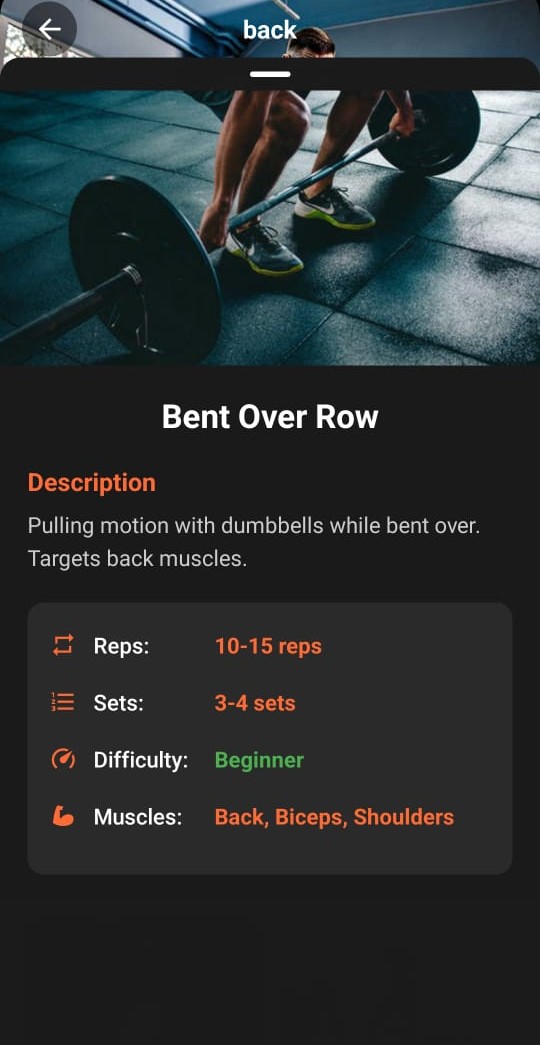 back
Bent Over Row
Description
Pulling motion with dumbbells while bent over.
Targets back muscles.
Reps: 10-15 reps
Sets: 3-4 sets
Difficulty: Beginner
Muscles: Back, Biceps, Shoulders